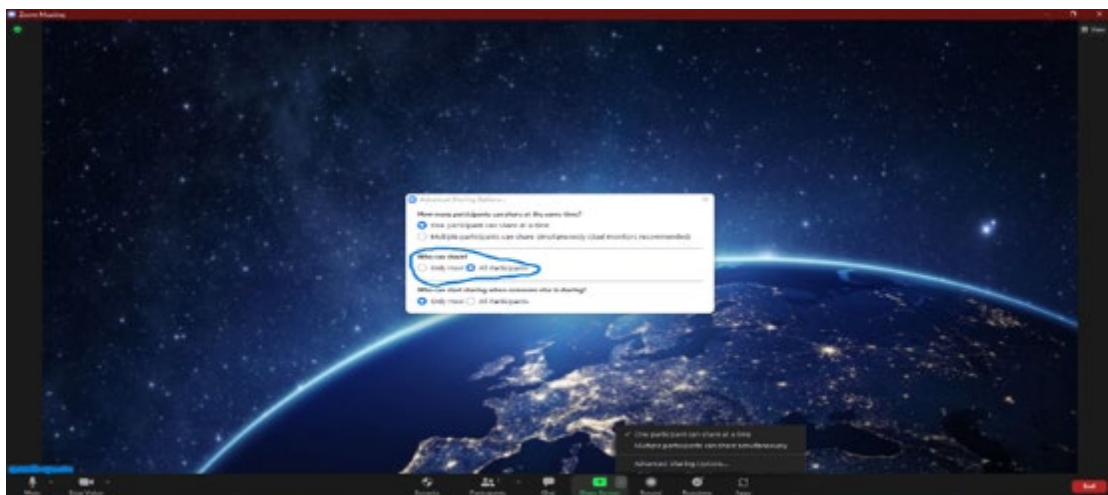 Zoom Meeting
View
Advanced Sharing Options...
How many participants can share at the same time?
One participant can share at a time
Multiple participants can share simultaneously (dual monitors recommended)
Who can share?
Only Host All Participants
Who can start sharing when someone else is sharing?
Only Host All Participants
One participant can share at a time
Multiple participants can share simultaneously
Advanced Sharing Options...
Mute Start Video Security Participants Chat Share Screen Record Reactions Apps End